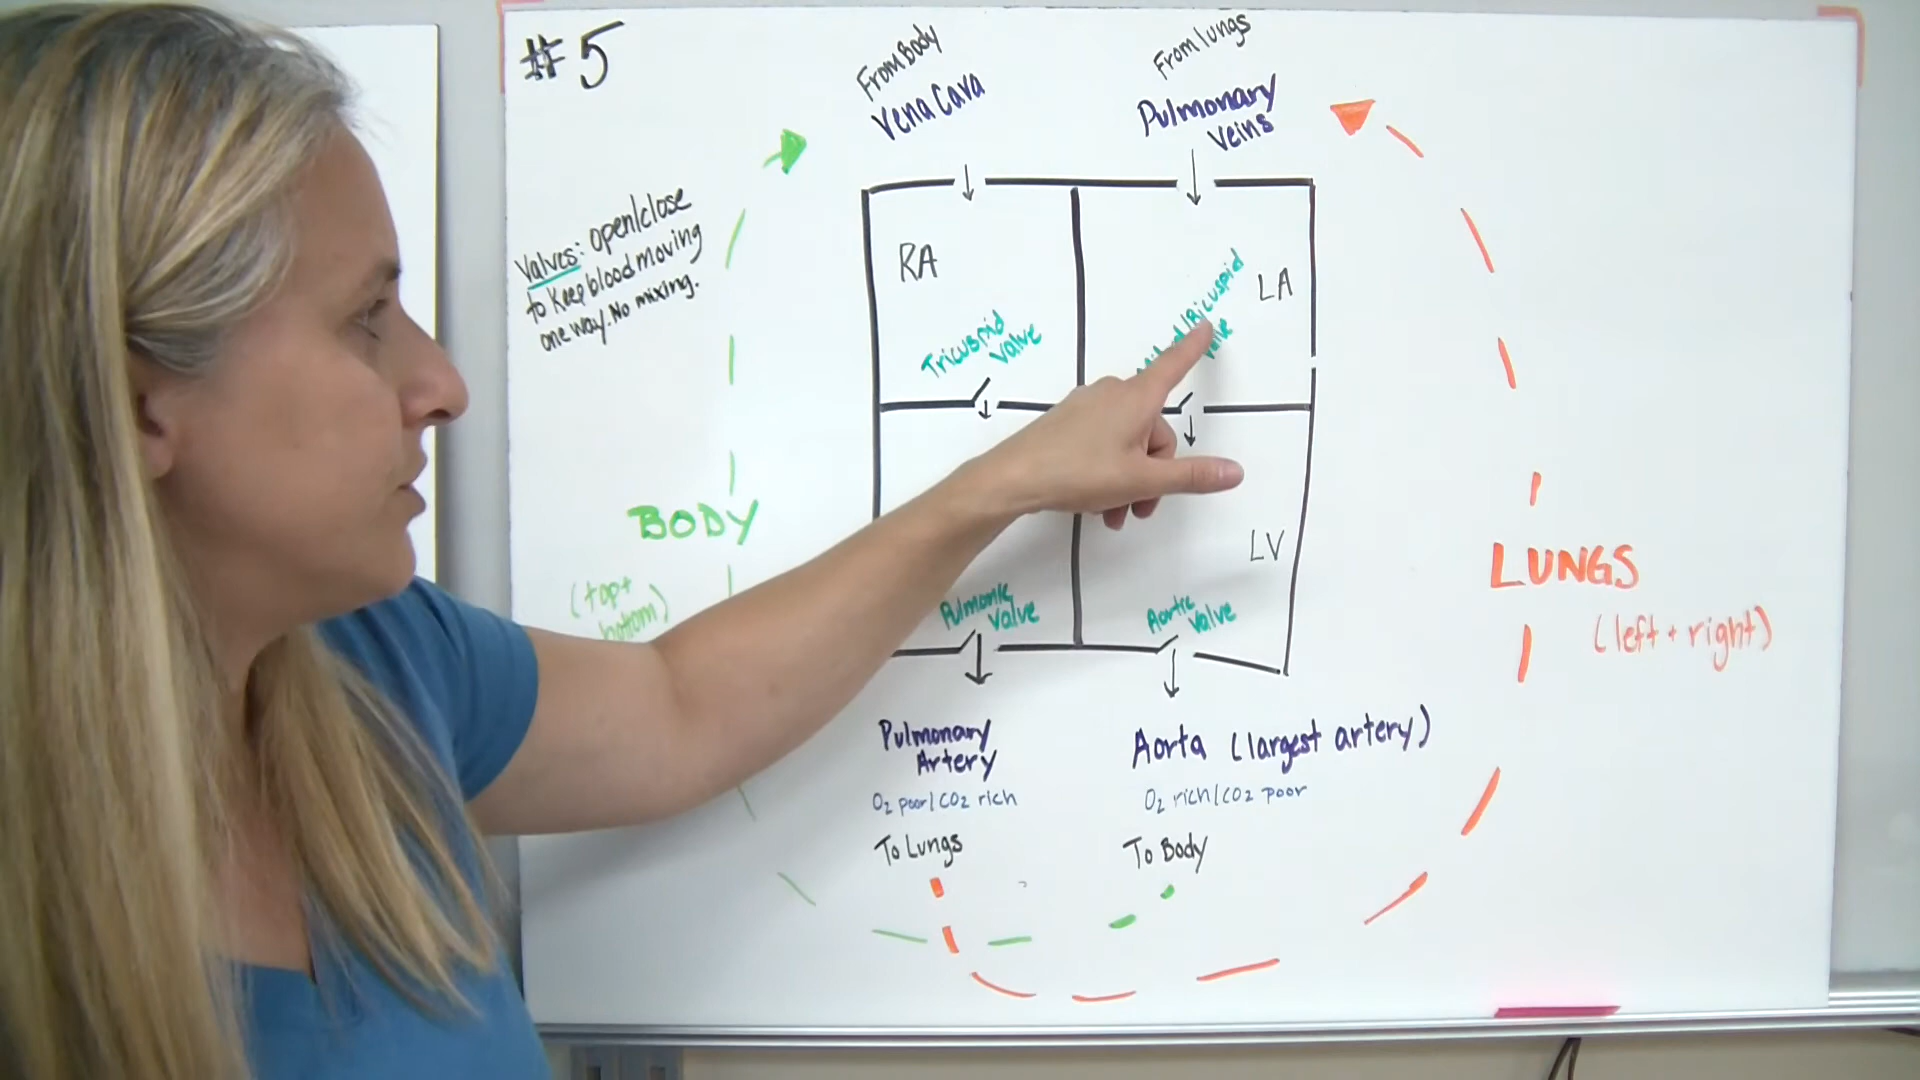 #5
From Body
Vena Cava
From lungs
Pulmonary
Veins
Valves: open/close
to Keep blood moving
one way. No mixing.
RA
LA
Tricuspid
Valve
/Bicuspid
Valve
BODY
(top+
bottom)
LV
LUNGS
(left + right)
Pulmonic
Valve
Aortic
Valve
Pulmonary
Artery
O₂ poor/CO₂ rich
To Lungs
Aorta (largest artery)
O₂ rich/CO₂ poor
To Body